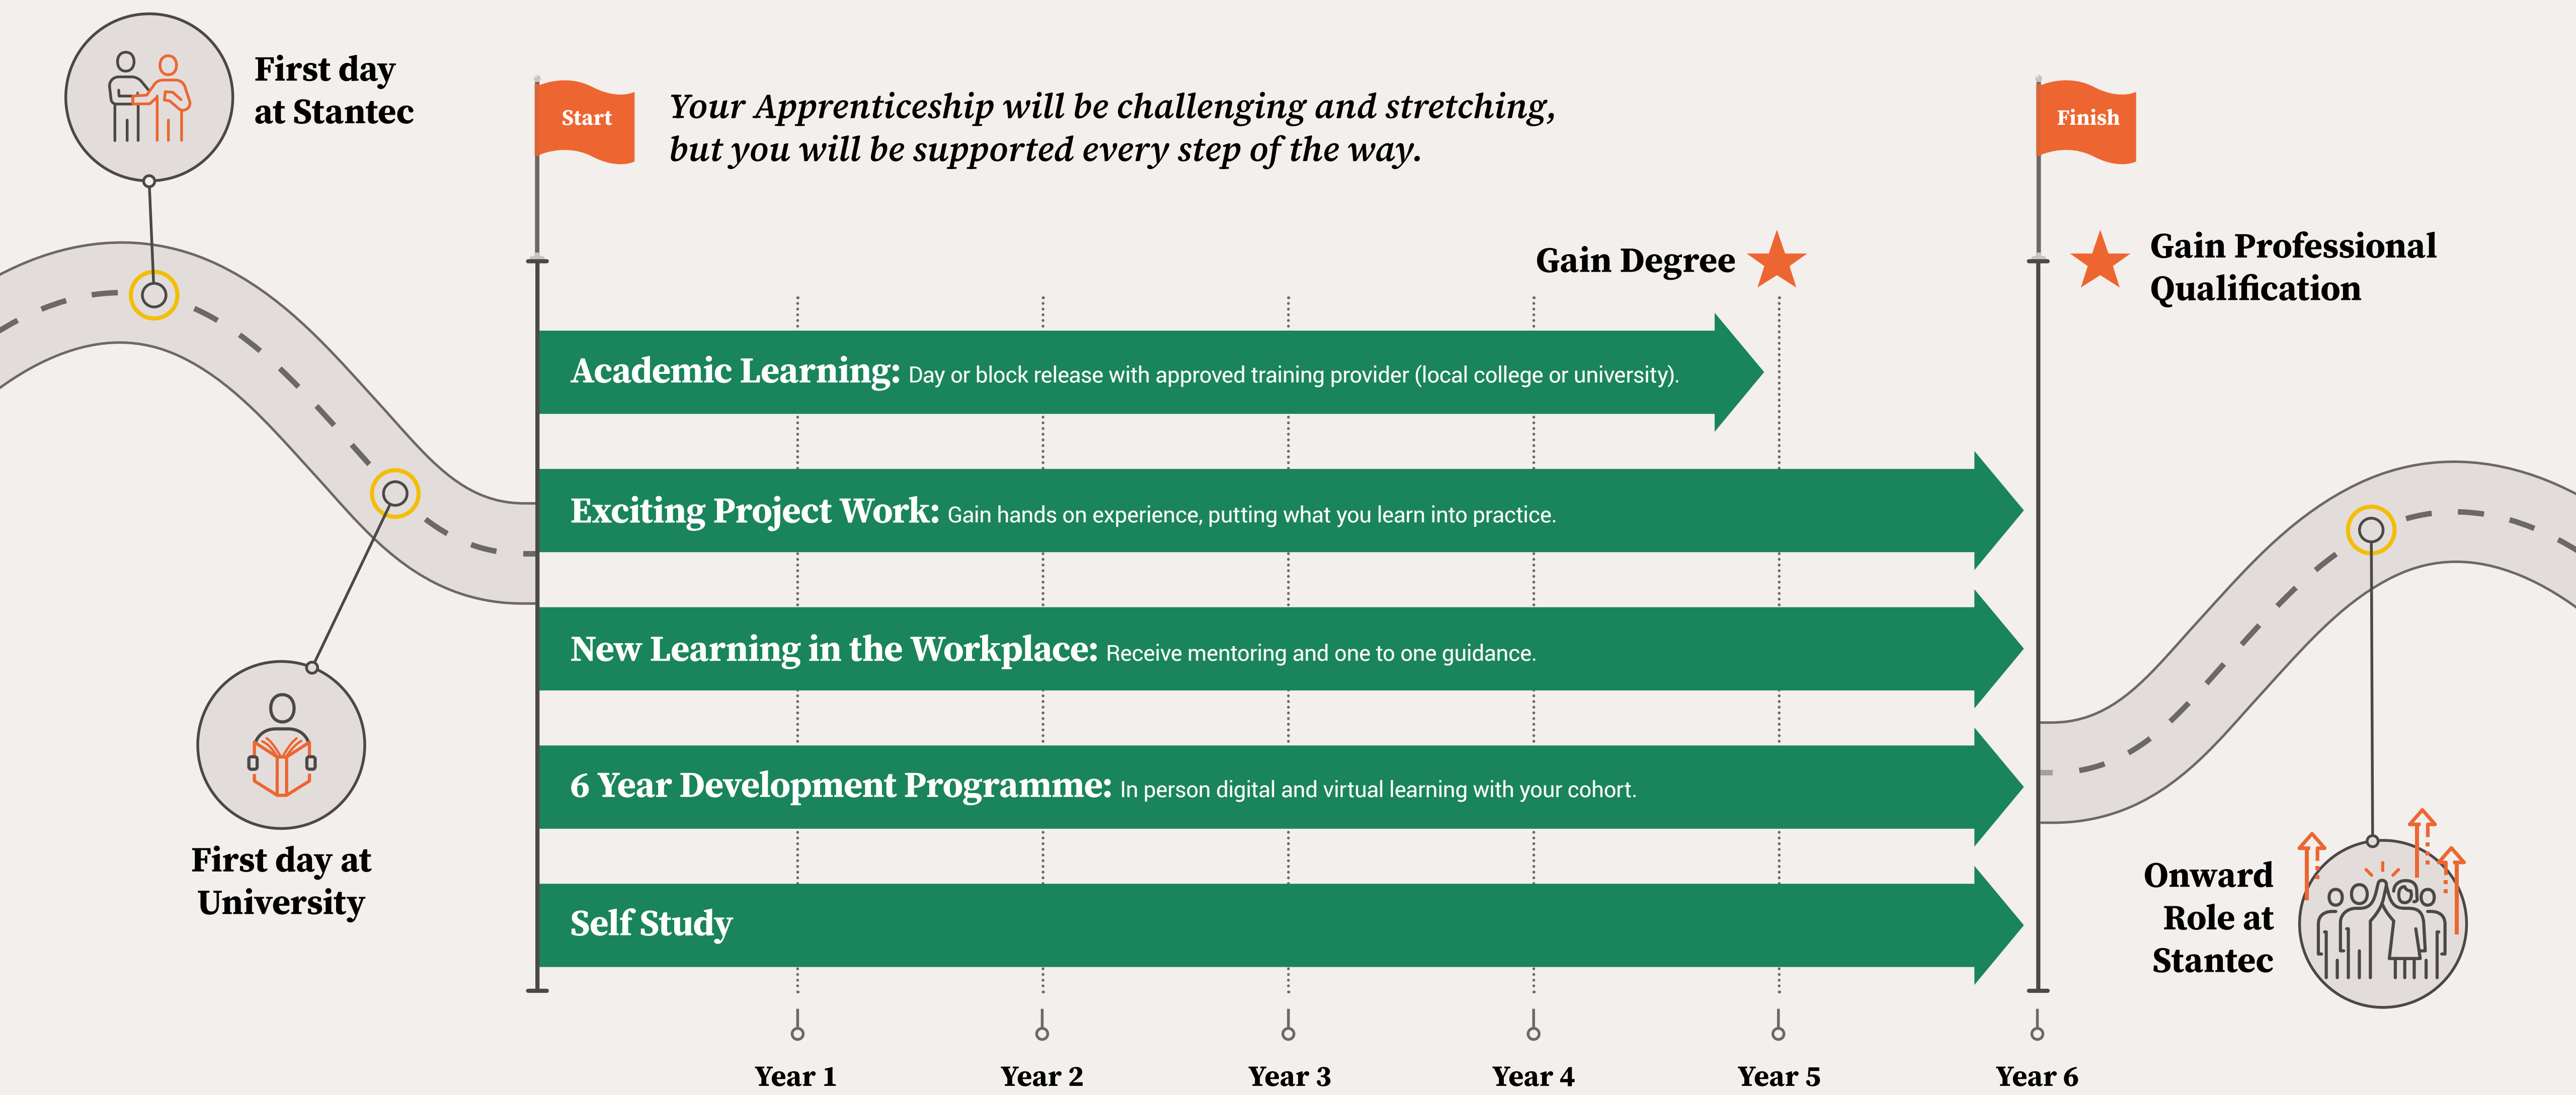 First day
at Stantec
Start
Your Apprenticeship will be challenging and stretching,
but you will be supported every step of the way.
Finish
Gain Degree
Gain Professional
Qualification
Academic Learning: Day or block release with approved training provider (local college or university).
Exciting Project Work: Gain hands on experience, putting what you learn into practice.
New Learning in the Workplace: Receive mentoring and one to one guidance.
6 Year Development Programme: In person digital and virtual learning with your cohort.
Self Study
First day at
University
Onward
Role at
Stantec
Year 1
Year 2
Year 3
Year 4
Year 5
Year 6